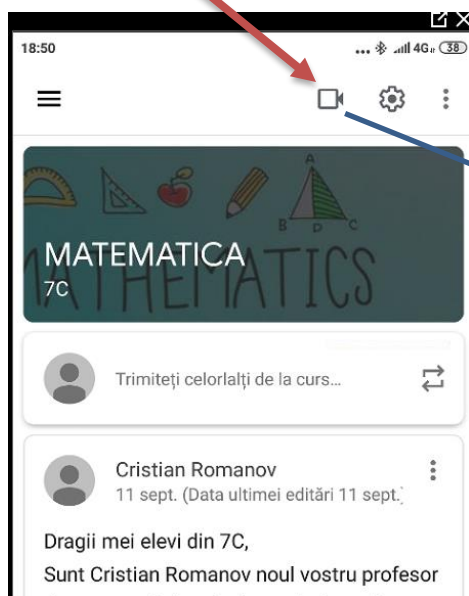 18:50
... 4G 38
MATEMATICA
7C
MATHEMATICS
A
B D C
Trimiteți celorlalți de la curs...
Cristian Romanov
11 sept. (Data ultimei editări 11 sept.
Dragii mei elevi din 7C,
Sunt Cristian Romanov noul vostru profesor